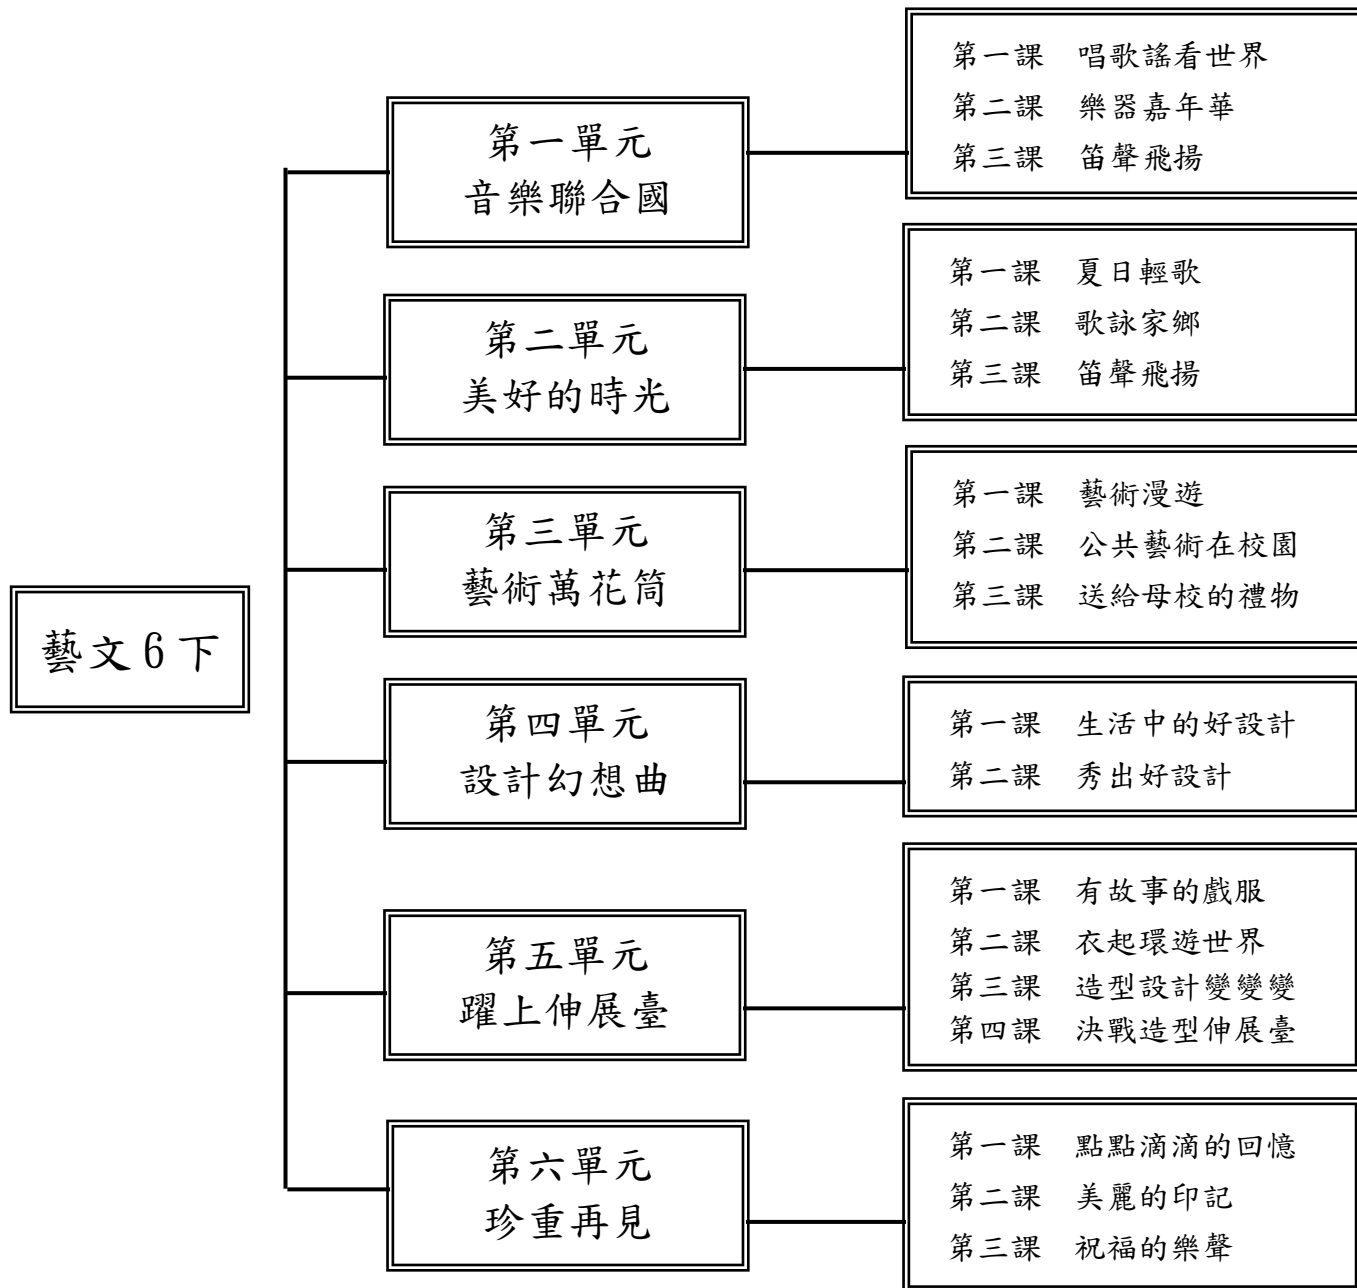 藝文6下
第一單元
音樂聯合國
第一課 唱歌謠看世界
第二課 樂器嘉年華
第三課 笛聲飛揚
第二單元
美好的時光
第一課 夏日輕歌
第二課 歌詠家鄉
第三課 笛聲飛揚
第三單元
藝術萬花筒
第一課 藝術漫遊
第二課 公共藝術在校園
第三課 送給母校的禮物
第四單元
設計幻想曲
第一課 生活中的好設計
第二課 秀出好設計
第五單元
躍上伸展臺
第一課 有故事的戲服
第二課 衣起環遊世界
第三課 造型設計變變變
第四課 決戰造型伸展臺
第六單元
珍重再見
第一課 點點滴滴的回憶
第二課 美麗的印記
第三課 祝福的樂聲